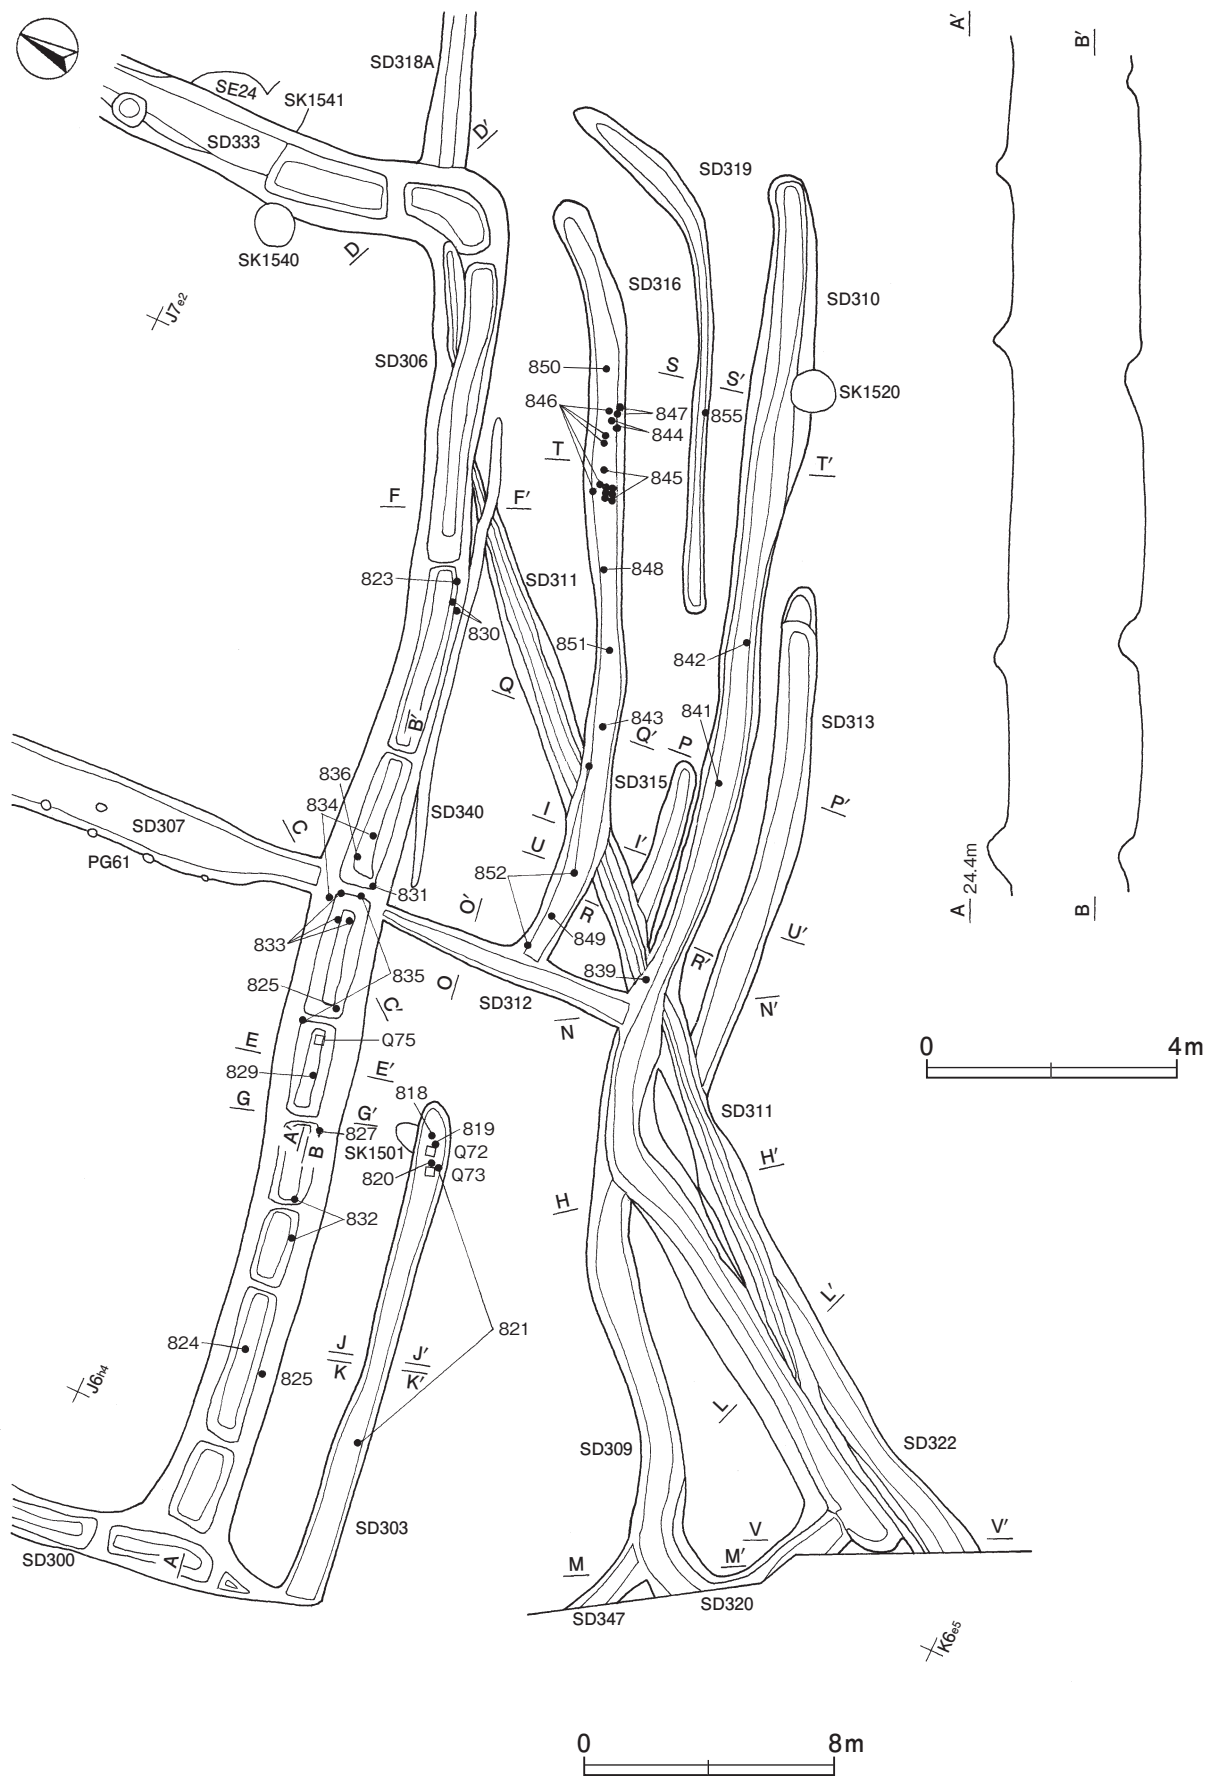 A'
B'
SD318A
SE24
SK1541
D'
SD333
SD319
SK1540
D
SD316
SD310
J7e2
SD306
850
S
S'
846
847
855
SK1520
844
T
T'
845
F
F'
823
SD311
848
830
851
842
Q
841
B'
843
SD313
Q'
P
836
SD315
834
SD307
C
SD340
I
P'
PG61
U
I'
A 24.4m
852
831
B
O'
R
833
849
U'
835
839
R'
825
O
C'
SD312
N'
E
N
Q75
0 4m
829
E'
818
G
G'
SD311
A'
827
819
B
SK1501
Q72
820
Q73
H'
H
832
L'
821
824
J
K
J'
K'
825
J6h4
L
SD309
SD322
SD303
V
V'
SD300
A
M
M'
SD347
SD320
K6e5
0 8m